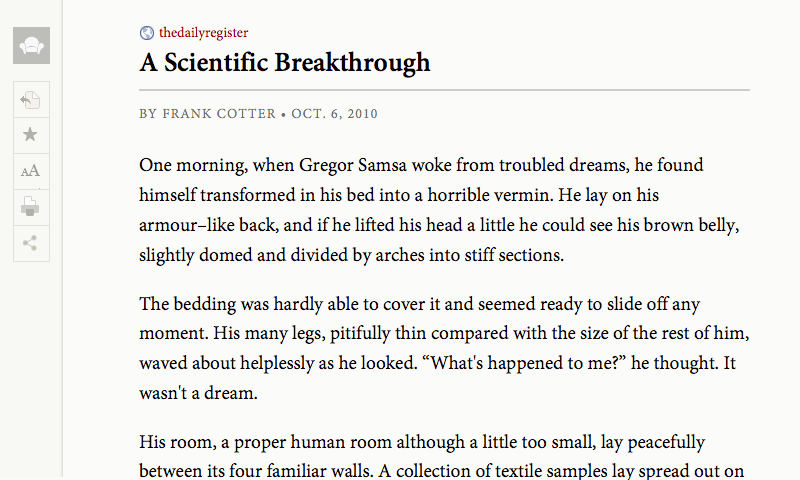 thedailyregister
A Scientific Breakthrough
BY FRANK COTTER • OCT. 6, 2010
One morning, when Gregor Samsa woke from troubled dreams, he found
himself transformed in his bed into a horrible vermin. He lay on his
armour–like back, and if he lifted his head a little he could see his brown belly,
slightly domed and divided by arches into stiff sections.
The bedding was hardly able to cover it and seemed ready to slide off any
moment. His many legs, pitifully thin compared with the size of the rest of him,
waved about helplessly as he looked. “What's happened to me?” he thought. It
wasn't a dream.
His room, a proper human room although a little too small, lay peacefully
between its four familiar walls. A collection of textile samples lay spread out on
AA